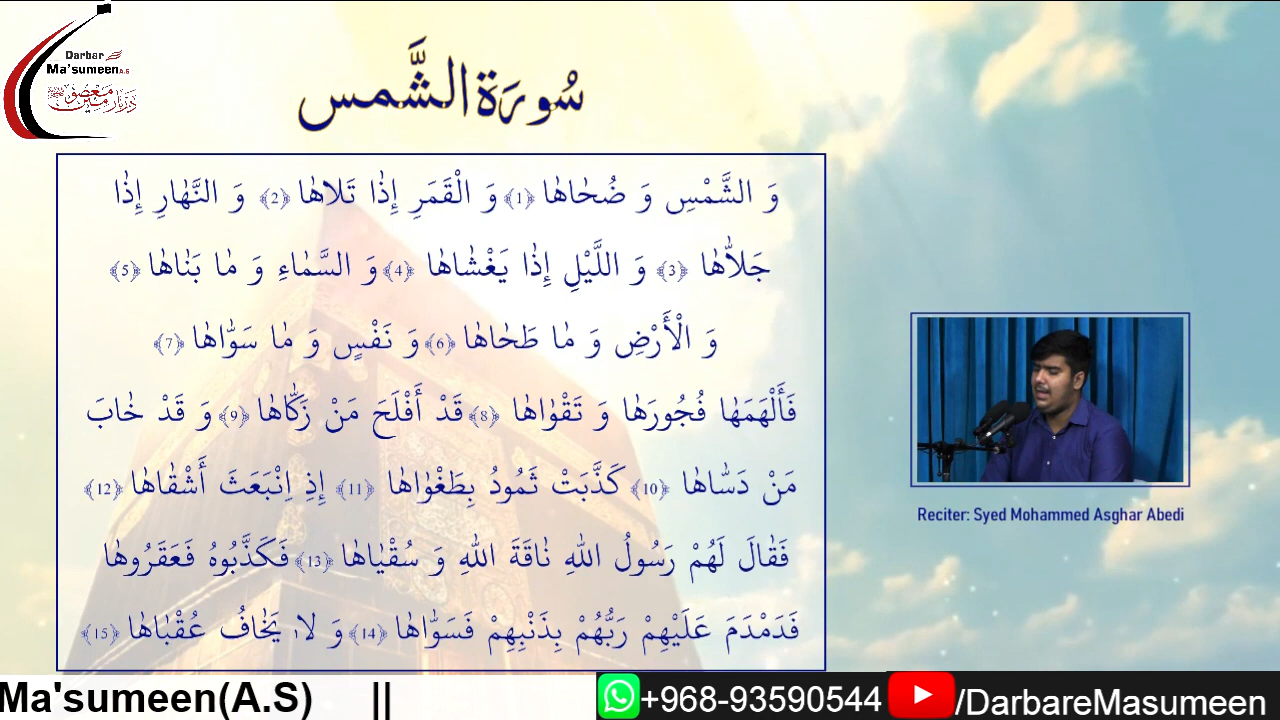 Darbar
Ma'sumeen A.S
دربار معصومین
سُورَة الشَّمس
وَ الشَّمْسِ وَ ضُحٰاهٰا ﴿1﴾ وَ الْقَمَرِ إِذٰا تَلاٰهٰا ﴿2﴾ وَ النَّهٰارِ إِذٰا
جَلاّٰهٰا ﴿3﴾ وَ اللَّيْلِ إِذٰا يَغْشٰاهٰا ﴿4﴾ وَ السَّمٰاءِ وَ مٰا بَنٰاهٰا ﴿5﴾
وَ الْأَرْضِ وَ مٰا طَحٰاهٰا ﴿6﴾ وَ نَفْسٍ وَ مٰا سَوّٰاهٰا ﴿7﴾
فَأَلْهَمَهٰا فُجُورَهٰا وَ تَقْوٰاهٰا ﴿8﴾ قَدْ أَفْلَحَ مَنْ زَكّٰاهٰا ﴿9﴾ وَ قَدْ خٰابَ
مَنْ دَسّٰاهٰا ﴿10﴾ كَذَّبَتْ ثَمُودُ بِطَغْوٰاهٰا ﴿11﴾ إِذِ اِنْبَعَثَ أَشْقٰاهٰا ﴿12﴾
فَقٰالَ لَهُمْ رَسُولُ اللّٰهِ نٰاقَةَ اللّٰهِ وَ سُقْيٰاهٰا ﴿13﴾ فَكَذَّبُوهُ فَعَقَرُوهٰا
فَدَمْدَمَ عَلَيْهِمْ رَبُّهُمْ بِذَنْبِهِمْ فَسَوّٰاهٰا ﴿14﴾ وَ لاٰ يَخٰافُ عُقْبٰاهٰا ﴿15﴾
Reciter: Syed Mohammed Asghar Abedi
Ma'sumeen(A.S) || +968-93590544 /DarbareMasumeen